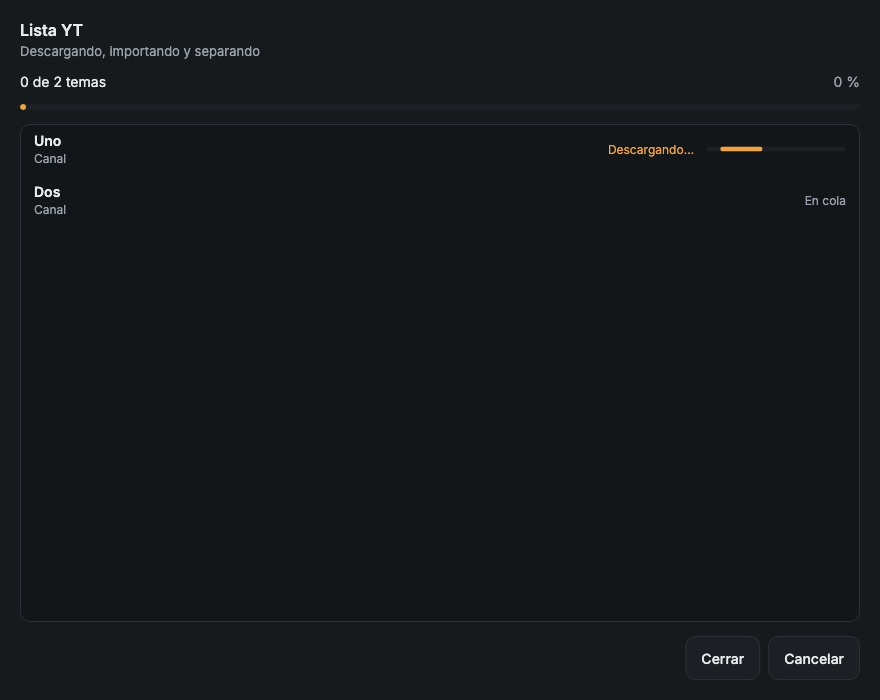 Lista YT
Descargando, importando y separando
0 de 2 temas
0 %
Uno
Canal
Descargando...
Dos
Canal
En cola
Cerrar
Cancelar